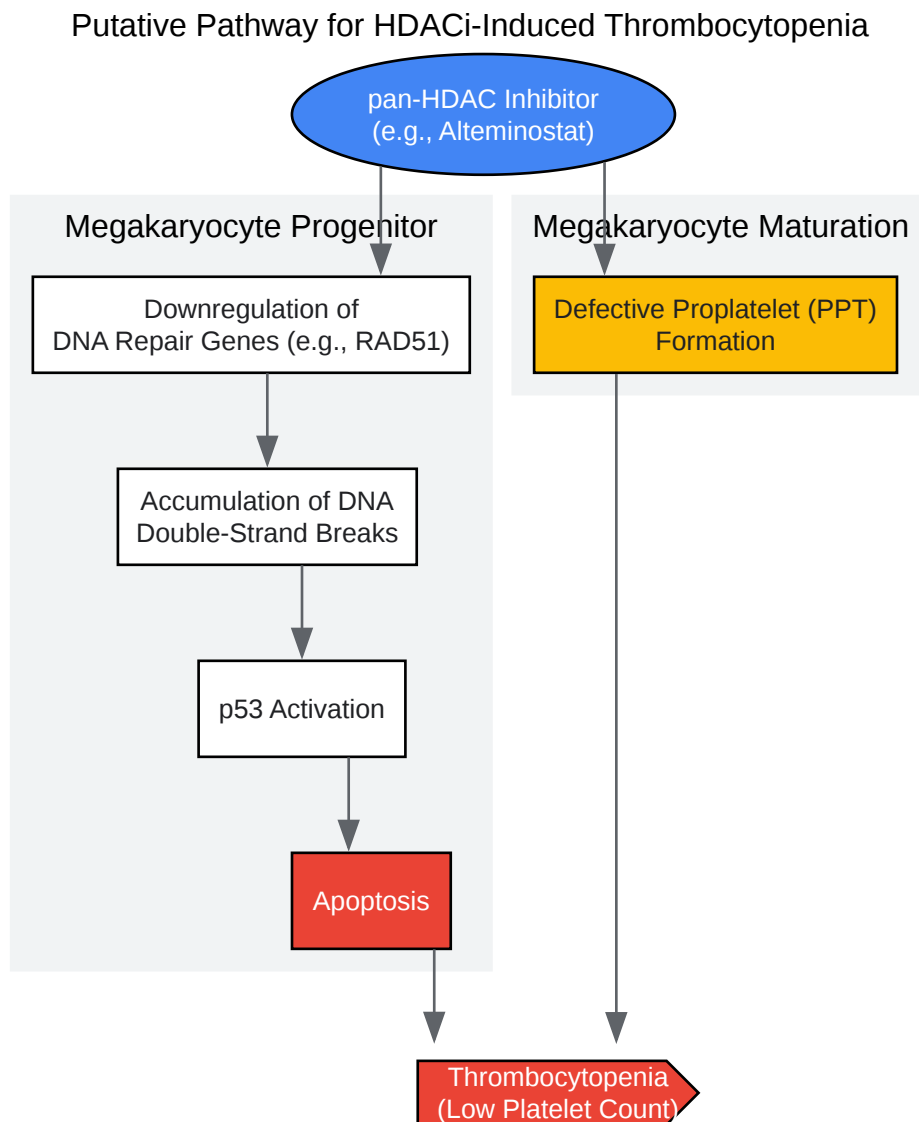 Putative Pathway for HDACi-Induced Thrombocytopenia
pan-HDAC Inhibitor
(e.g., Alteminostat)
Megakaryocyte Progenitor
Megakaryocyte Maturation
Downregulation of
DNA Repair Genes (e.g., RAD51)
Defective Proplatelet (PPT)
Formation
Accumulation of DNA
Double-Strand Breaks
p53 Activation
Apoptosis
Thrombocytopenia
(Low Platelet Count)